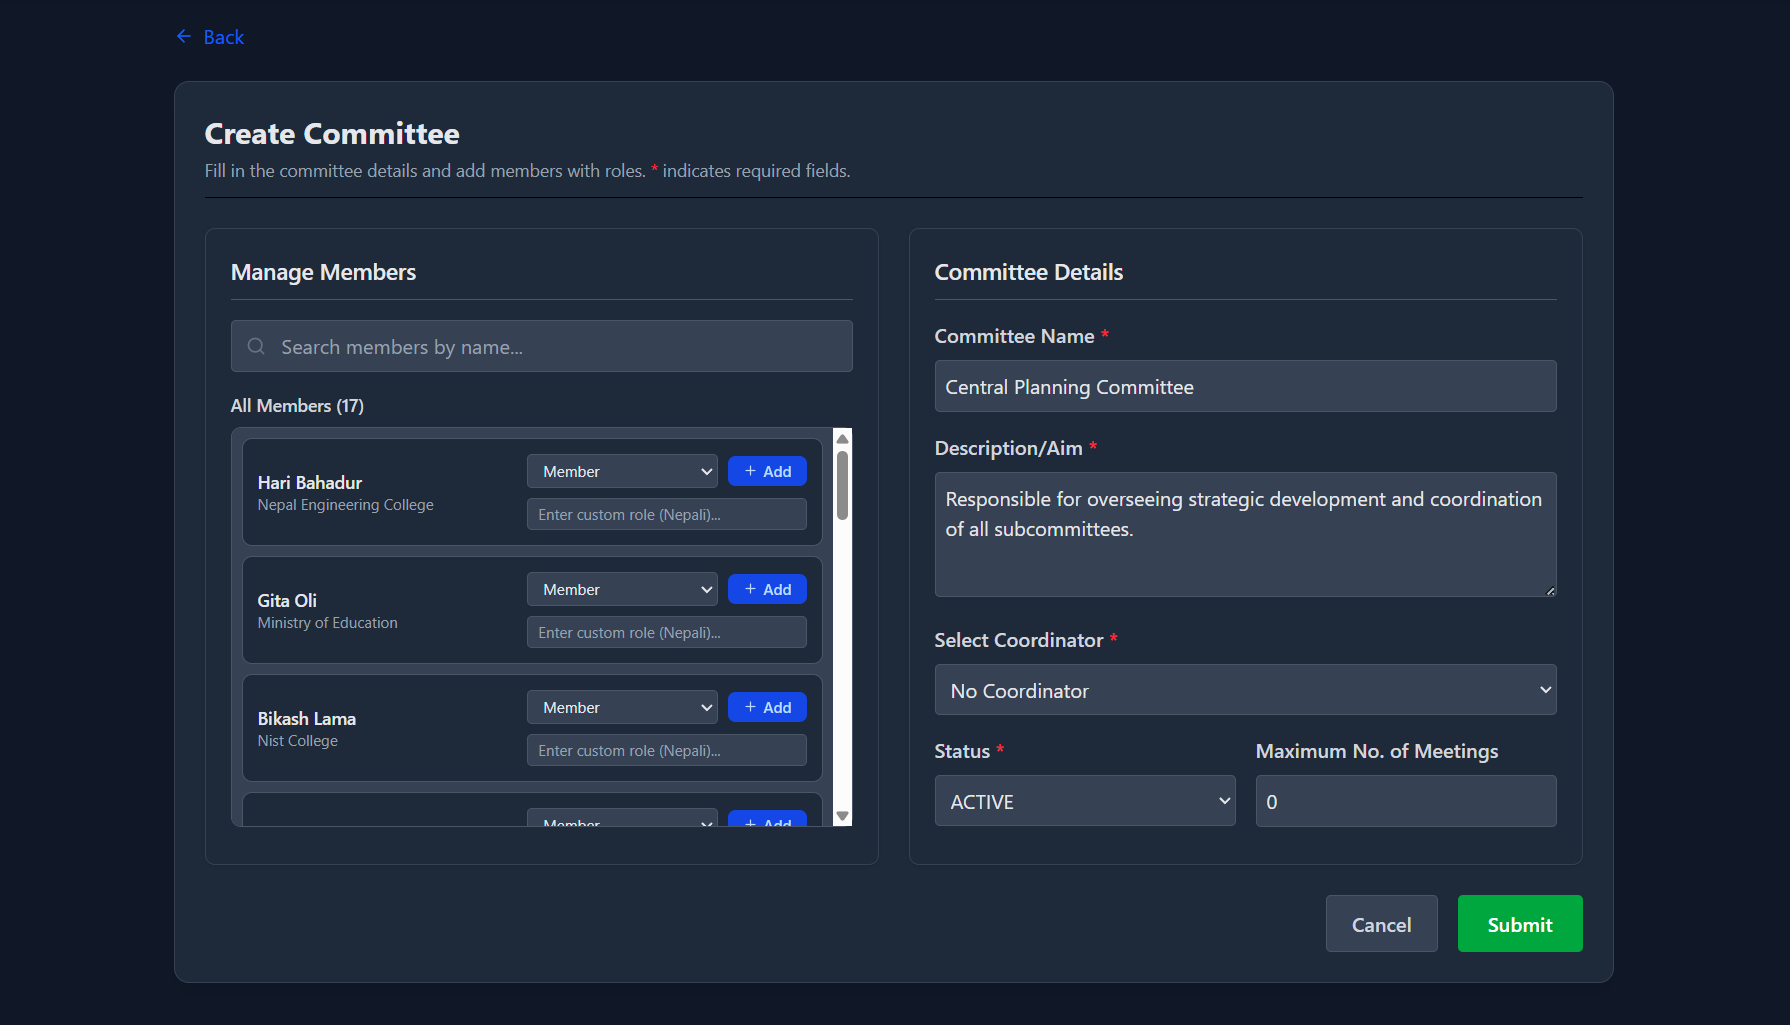 Back
Create Committee
Fill in the committee details and add members with roles. * indicates required fields.
Manage Members
Search members by name...
All Members (17)
Hari Bahadur
Nepal Engineering College
Member
+ Add
Enter custom role (Nepali)...
Gita Oli
Ministry of Education
Member
+ Add
Enter custom role (Nepali)...
Bikash Lama
Nist College
Member
+ Add
Enter custom role (Nepali)...
Member
+ Add
Committee Details
Committee Name *
Central Planning Committee
Description/Aim *
Responsible for overseeing strategic development and coordination
of all subcommittees.
Select Coordinator *
No Coordinator
Status *
ACTIVE
Maximum No. of Meetings
0
Cancel
Submit